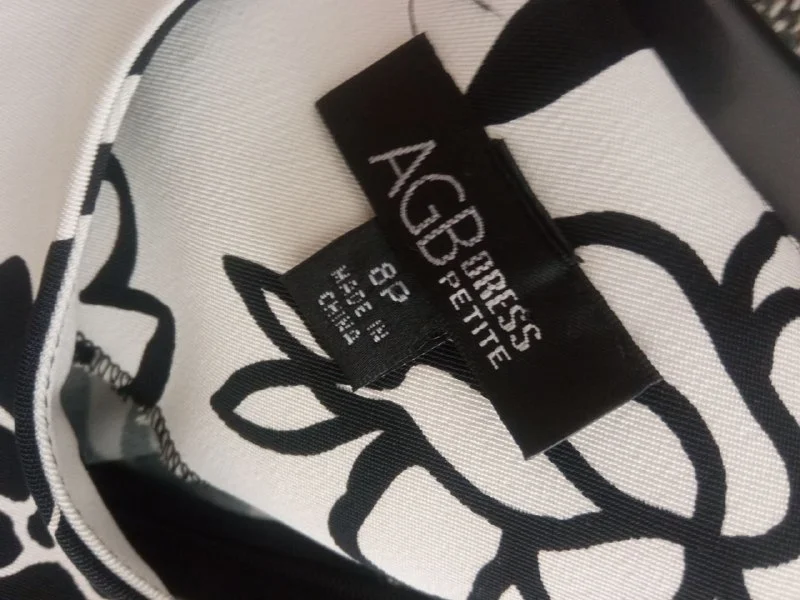 AGB DRESS
PETITE
8P
MADE IN
CHINA